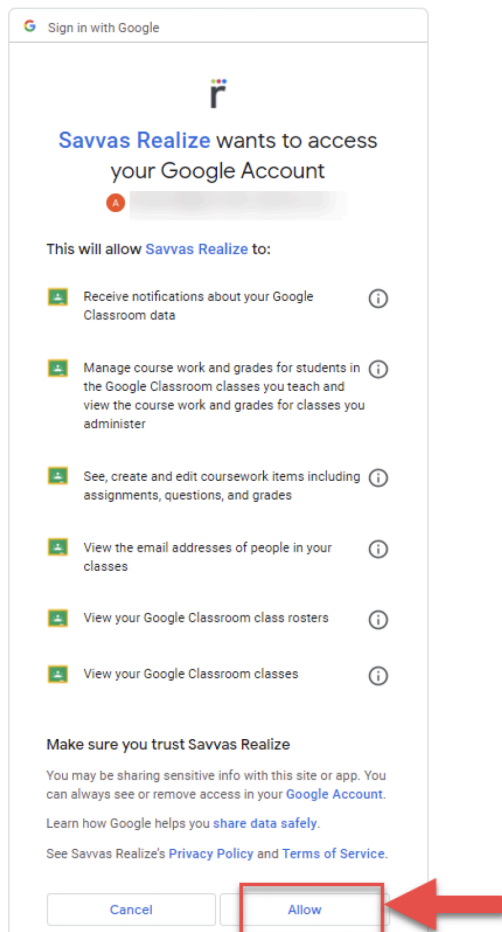 Sign in with Google
r
Savvas Realize wants to access
your Google Account
A
This will allow Savvas Realize to:
Receive notifications about your Google
Classroom data
Manage course work and grades for students in
the Google Classroom classes you teach and
view the course work and grades for classes you
administer
See, create and edit coursework items including
assignments, questions, and grades
View the email addresses of people in your
classes
View your Google Classroom class rosters
View your Google Classroom classes
Make sure you trust Savvas Realize
You may be sharing sensitive info with this site or app. You
can always see or remove access in your Google Account.
Learn how Google helps you share data safely.
See Savvas Realize's Privacy Policy and Terms of Service.
Cancel
Allow